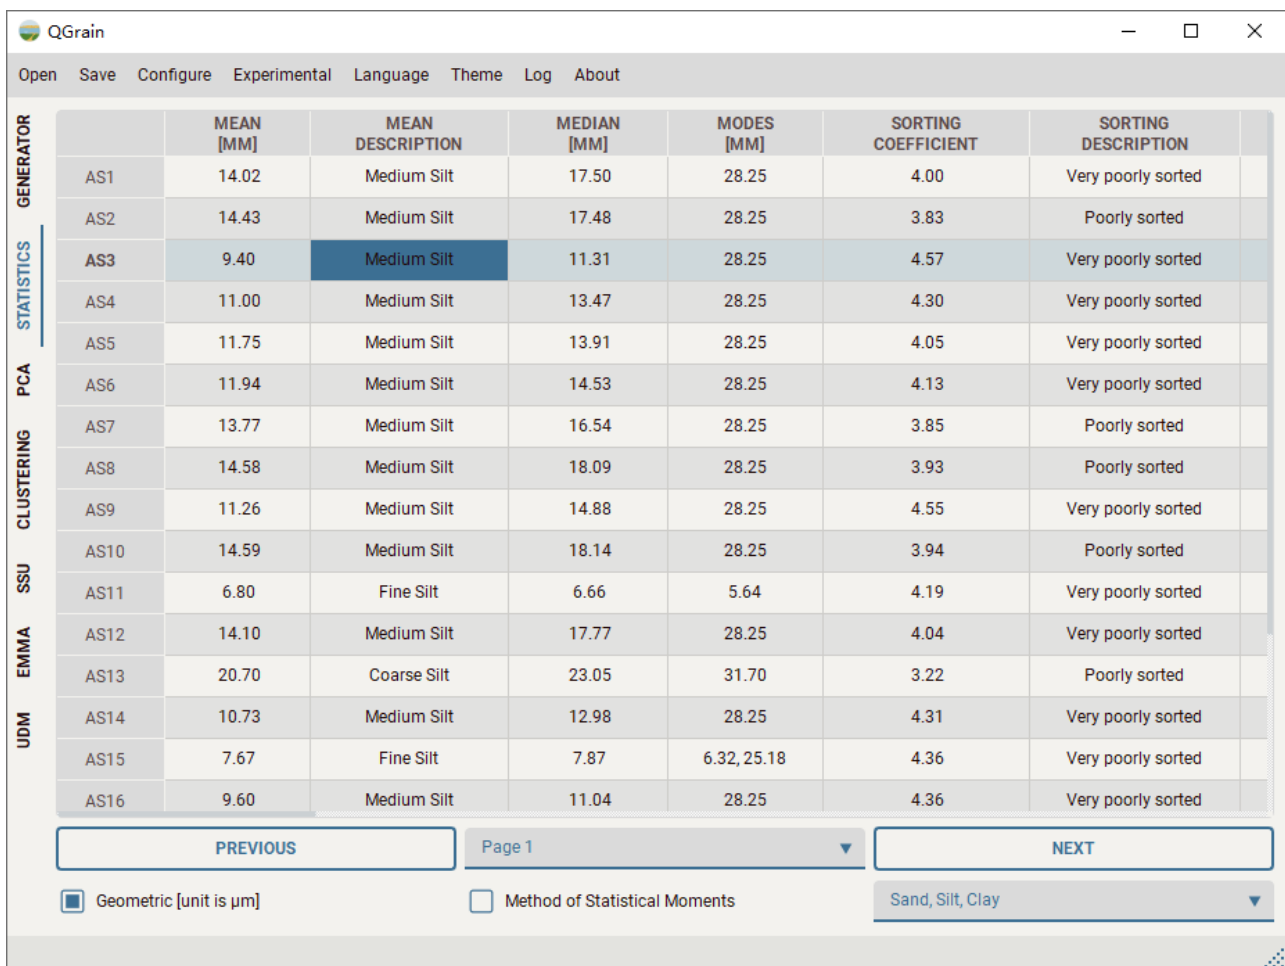 QGrain
Open Save Configure Experimental Language Theme Log About
GENERATOR
STATISTICS
PCA
CLUSTERING
SSU
EMMA
UDM
MEAN [MM] MEAN DESCRIPTION MEDIAN [MM] MODES [MM] SORTING COEFFICIENT SORTING DESCRIPTION
AS1 14.02 Medium Silt 17.50 28.25 4.00 Very poorly sorted
AS2 14.43 Medium Silt 17.48 28.25 3.83 Poorly sorted
AS3 9.40 Medium Silt 11.31 28.25 4.57 Very poorly sorted
AS4 11.00 Medium Silt 13.47 28.25 4.30 Very poorly sorted
AS5 11.75 Medium Silt 13.91 28.25 4.05 Very poorly sorted
AS6 11.94 Medium Silt 14.53 28.25 4.13 Very poorly sorted
AS7 13.77 Medium Silt 16.54 28.25 3.85 Poorly sorted
AS8 14.58 Medium Silt 18.09 28.25 3.93 Poorly sorted
AS9 11.26 Medium Silt 14.88 28.25 4.55 Very poorly sorted
AS10 14.59 Medium Silt 18.14 28.25 3.94 Poorly sorted
AS11 6.80 Fine Silt 6.66 5.64 4.19 Very poorly sorted
AS12 14.10 Medium Silt 17.77 28.25 4.04 Very poorly sorted
AS13 20.70 Coarse Silt 23.05 31.70 3.22 Poorly sorted
AS14 10.73 Medium Silt 12.98 28.25 4.31 Very poorly sorted
AS15 7.67 Fine Silt 7.87 6.32, 25.18 4.36 Very poorly sorted
AS16 9.60 Medium Silt 11.04 28.25 4.36 Very poorly sorted
PREVIOUS Page 1 NEXT
Geometric [unit is μm] Method of Statistical Moments Sand, Silt, Clay